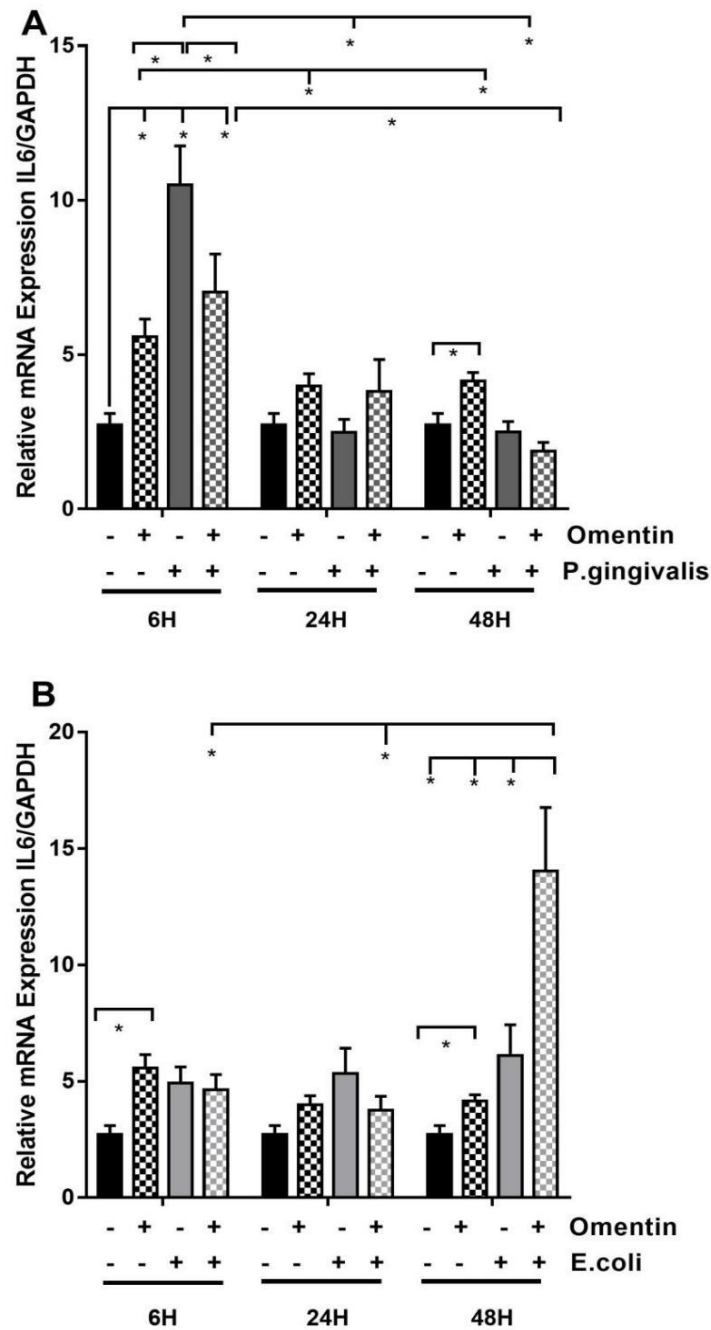 A
Relative mRNA Expression IL6/GAPDH
15
10
5
0
* *
* *
* *
* * *
*
*
- + - + - + - + - + - + Omentin
- - + + - - + + - - + + P.gingivalis
6H 24H 48H
B
Relative mRNA Expression IL6/GAPDH
20
15
10
5
0
* *
* * *
*
*
- + - + - + - + - + - + Omentin
- - + + - - + + - - + + E.coli
6H 24H 48H